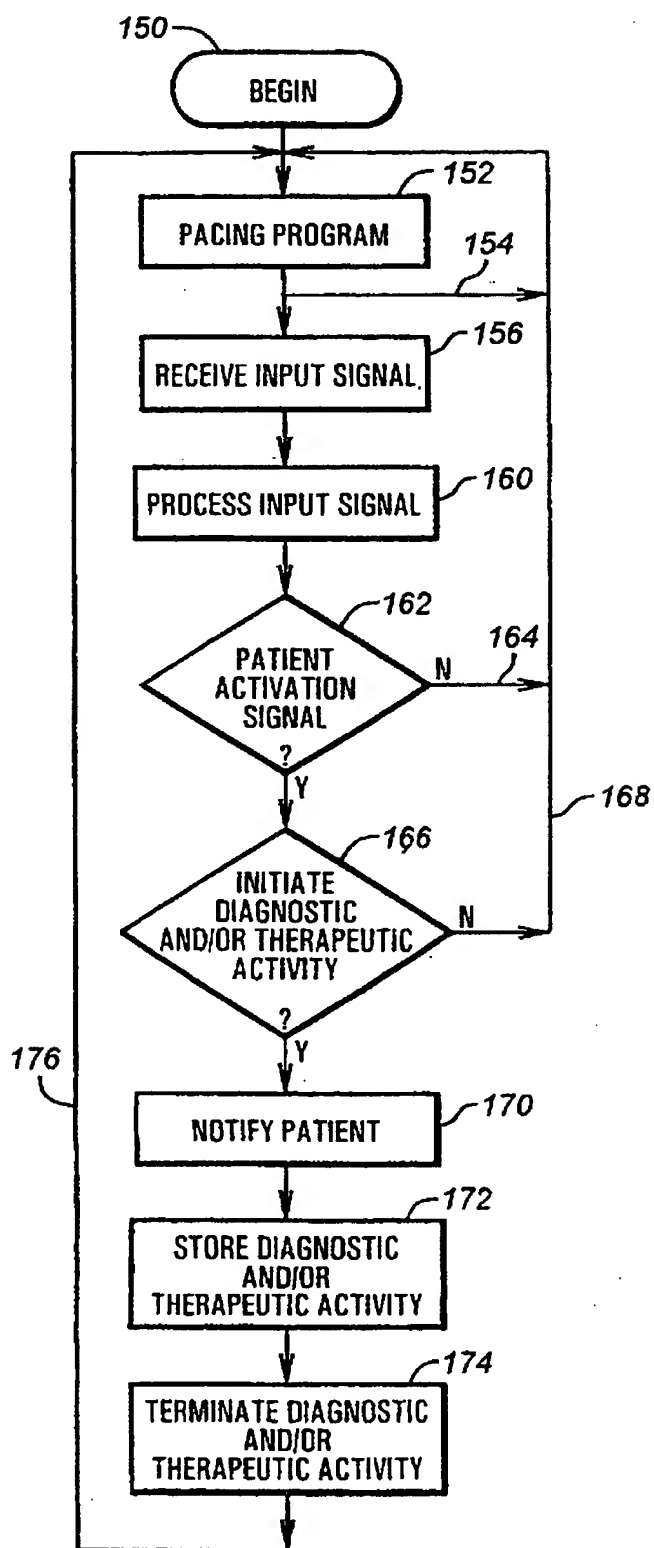 150
BEGIN
152
PACING PROGRAM
154
156
RECEIVE INPUT SIGNAL.
160
PROCESS INPUT SIGNAL
162
PATIENT
ACTIVATION
SIGNAL
?
N
164
Y
168
166
INITIATE
DIAGNOSTIC
AND/OR THERAPEUTIC
ACTIVITY
?
N
Y
176
170
NOTIFY PATIENT
172
STORE DIAGNOSTIC
AND/OR
THERAPEUTIC ACTIVITY
174
TERMINATE DIAGNOSTIC
AND/OR
THERAPEUTIC ACTIVITY